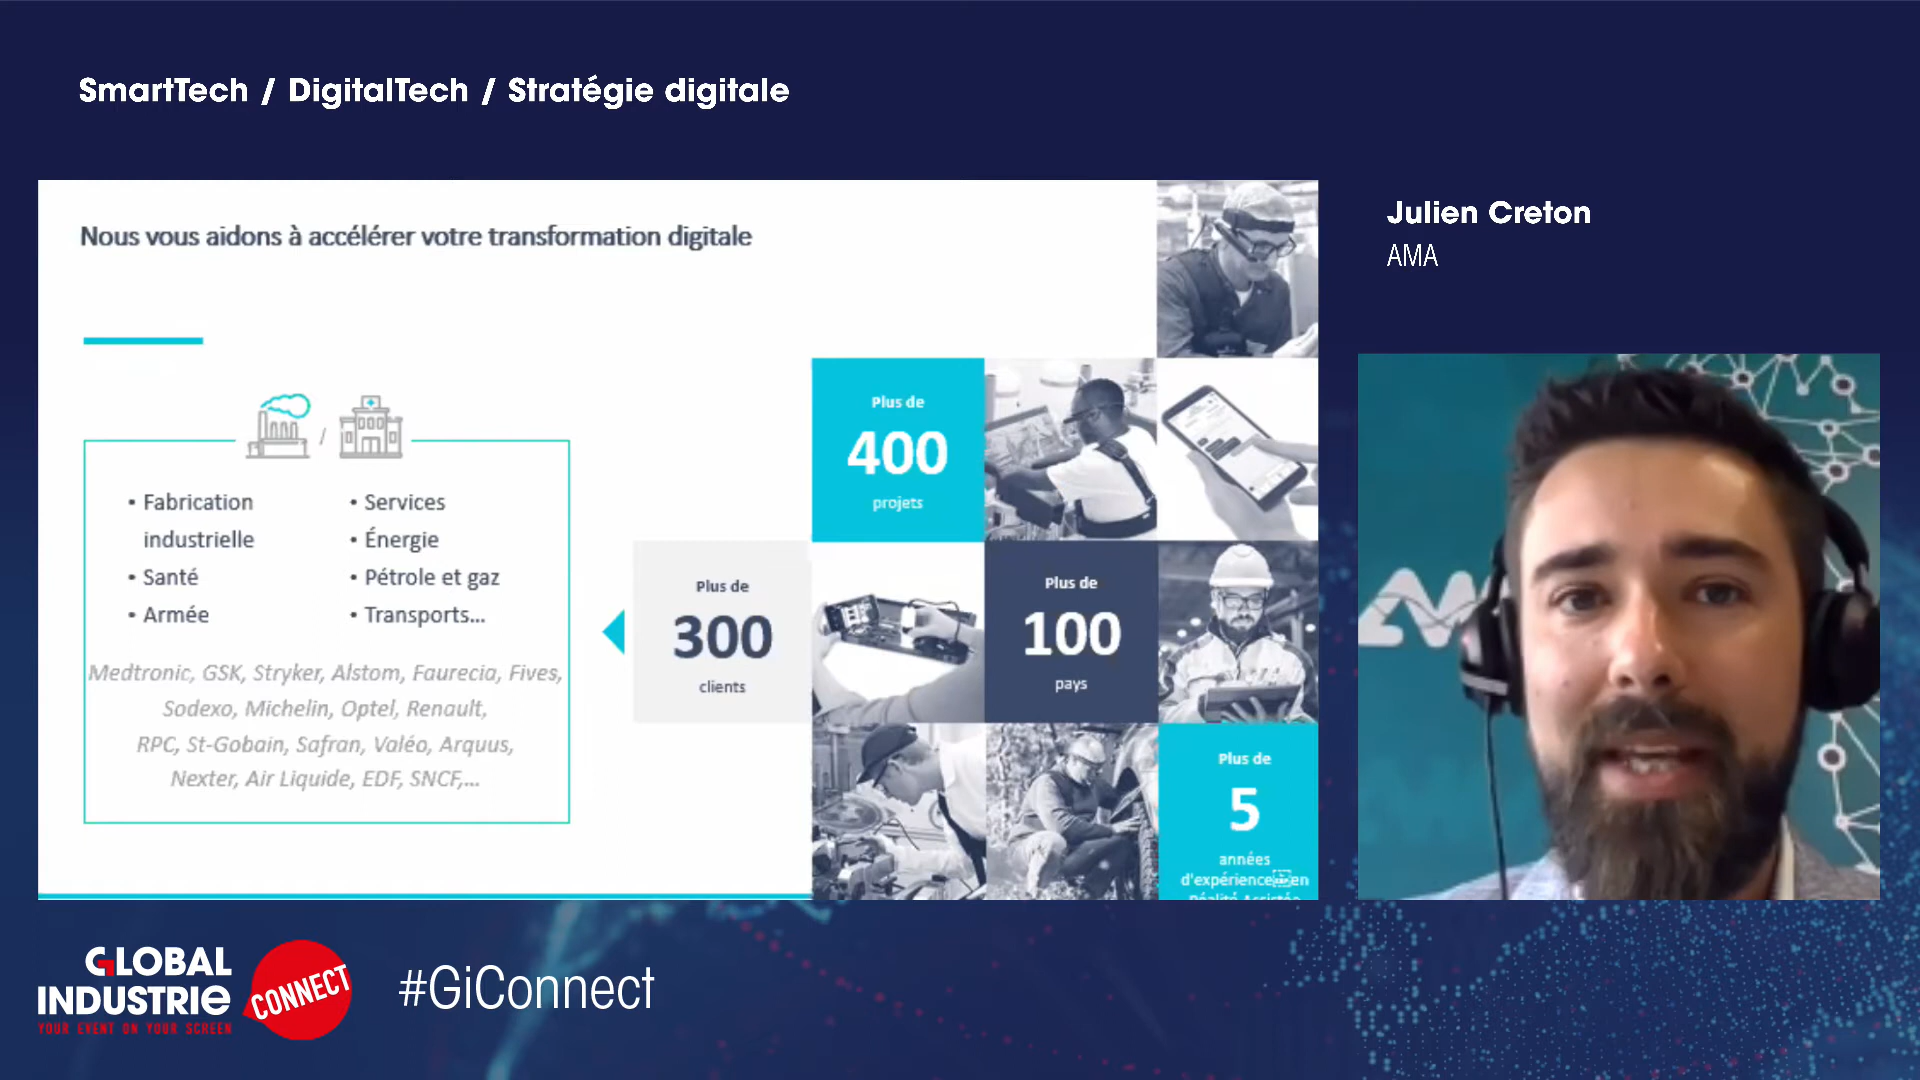 SmartTech / DigitalTech / Stratégie digitale
Nous vous aidons à accélérer votre transformation digitale
• Fabrication
industrielle
• Santé
• Armée
• Services
• Énergie
• Pétrole et gaz
• Transports...
Medtronic, GSK, Stryker, Alstom, Faurecia, Fives,
Sodexo, Michelin, Optel, Renault,
RPC, St-Gobain, Safran, Valéo, Arquus,
Nexter, Air Liquide, EDF, SNCF,...
Plus de
300
clients
Plus de
400
projets
Plus de
100
pays
Plus de
5
années
d'expérience en
Réalité Assistée
Julien Creton
AMA
GLOBAL
INDUSTRIE
YOUR EVENT ON YOUR SCREEN
CONNECT
#GiConnect